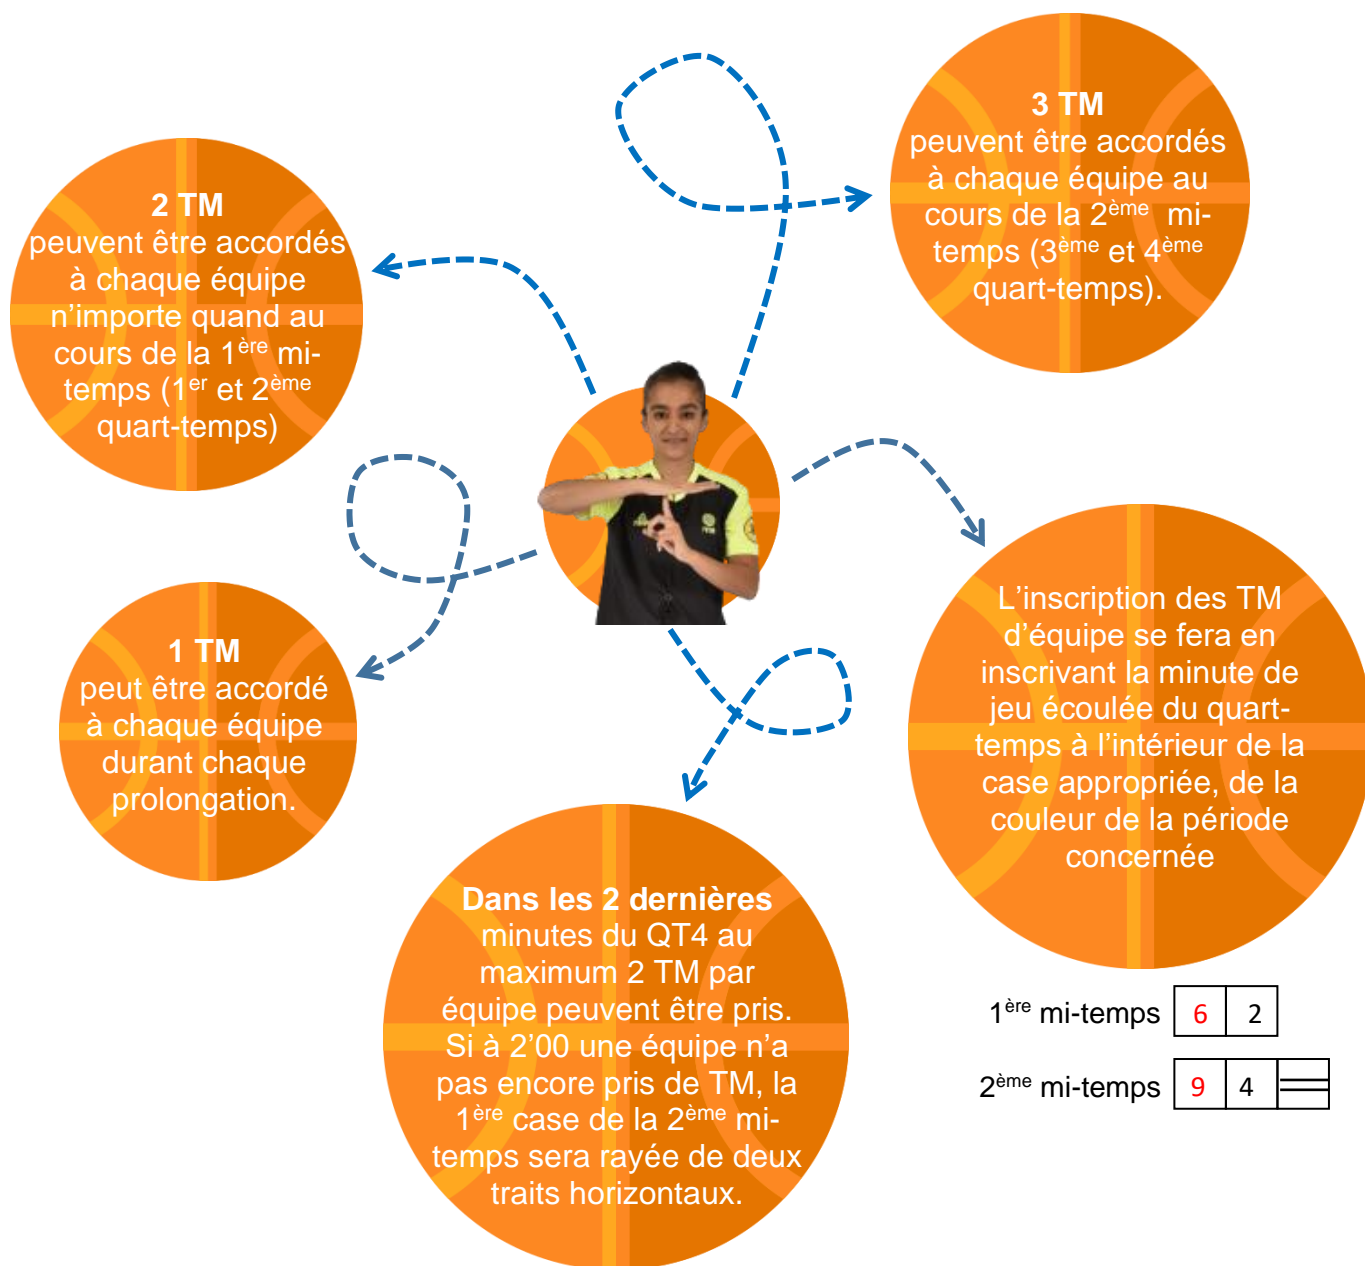 3 TM
peuvent être accordés
à chaque équipe au
cours de la 2ème mi-
temps (3ème et 4ème
quart-temps).
2 TM
peuvent être accordés
à chaque équipe
n’importe quand au
cours de la 1ère mi-
temps (1er et 2ème
quart-temps)
1 TM
peut être accordé
à chaque équipe
durant chaque
prolongation.
L’inscription des TM
d’équipe se fera en
inscrivant la minute de
jeu écoulée du quart-
temps à l’intérieur de la
case appropriée, de la
couleur de la période
concernée
Dans les 2 dernières
minutes du QT4 au
maximum 2 TM par
équipe peuvent être pris.
Si à 2’00 une équipe n’a
pas encore pris de TM, la
1ère case de la 2ème mi-
temps sera rayée de deux
traits horizontaux.
1ère mi-temps 6 2
2ème mi-temps 9 4